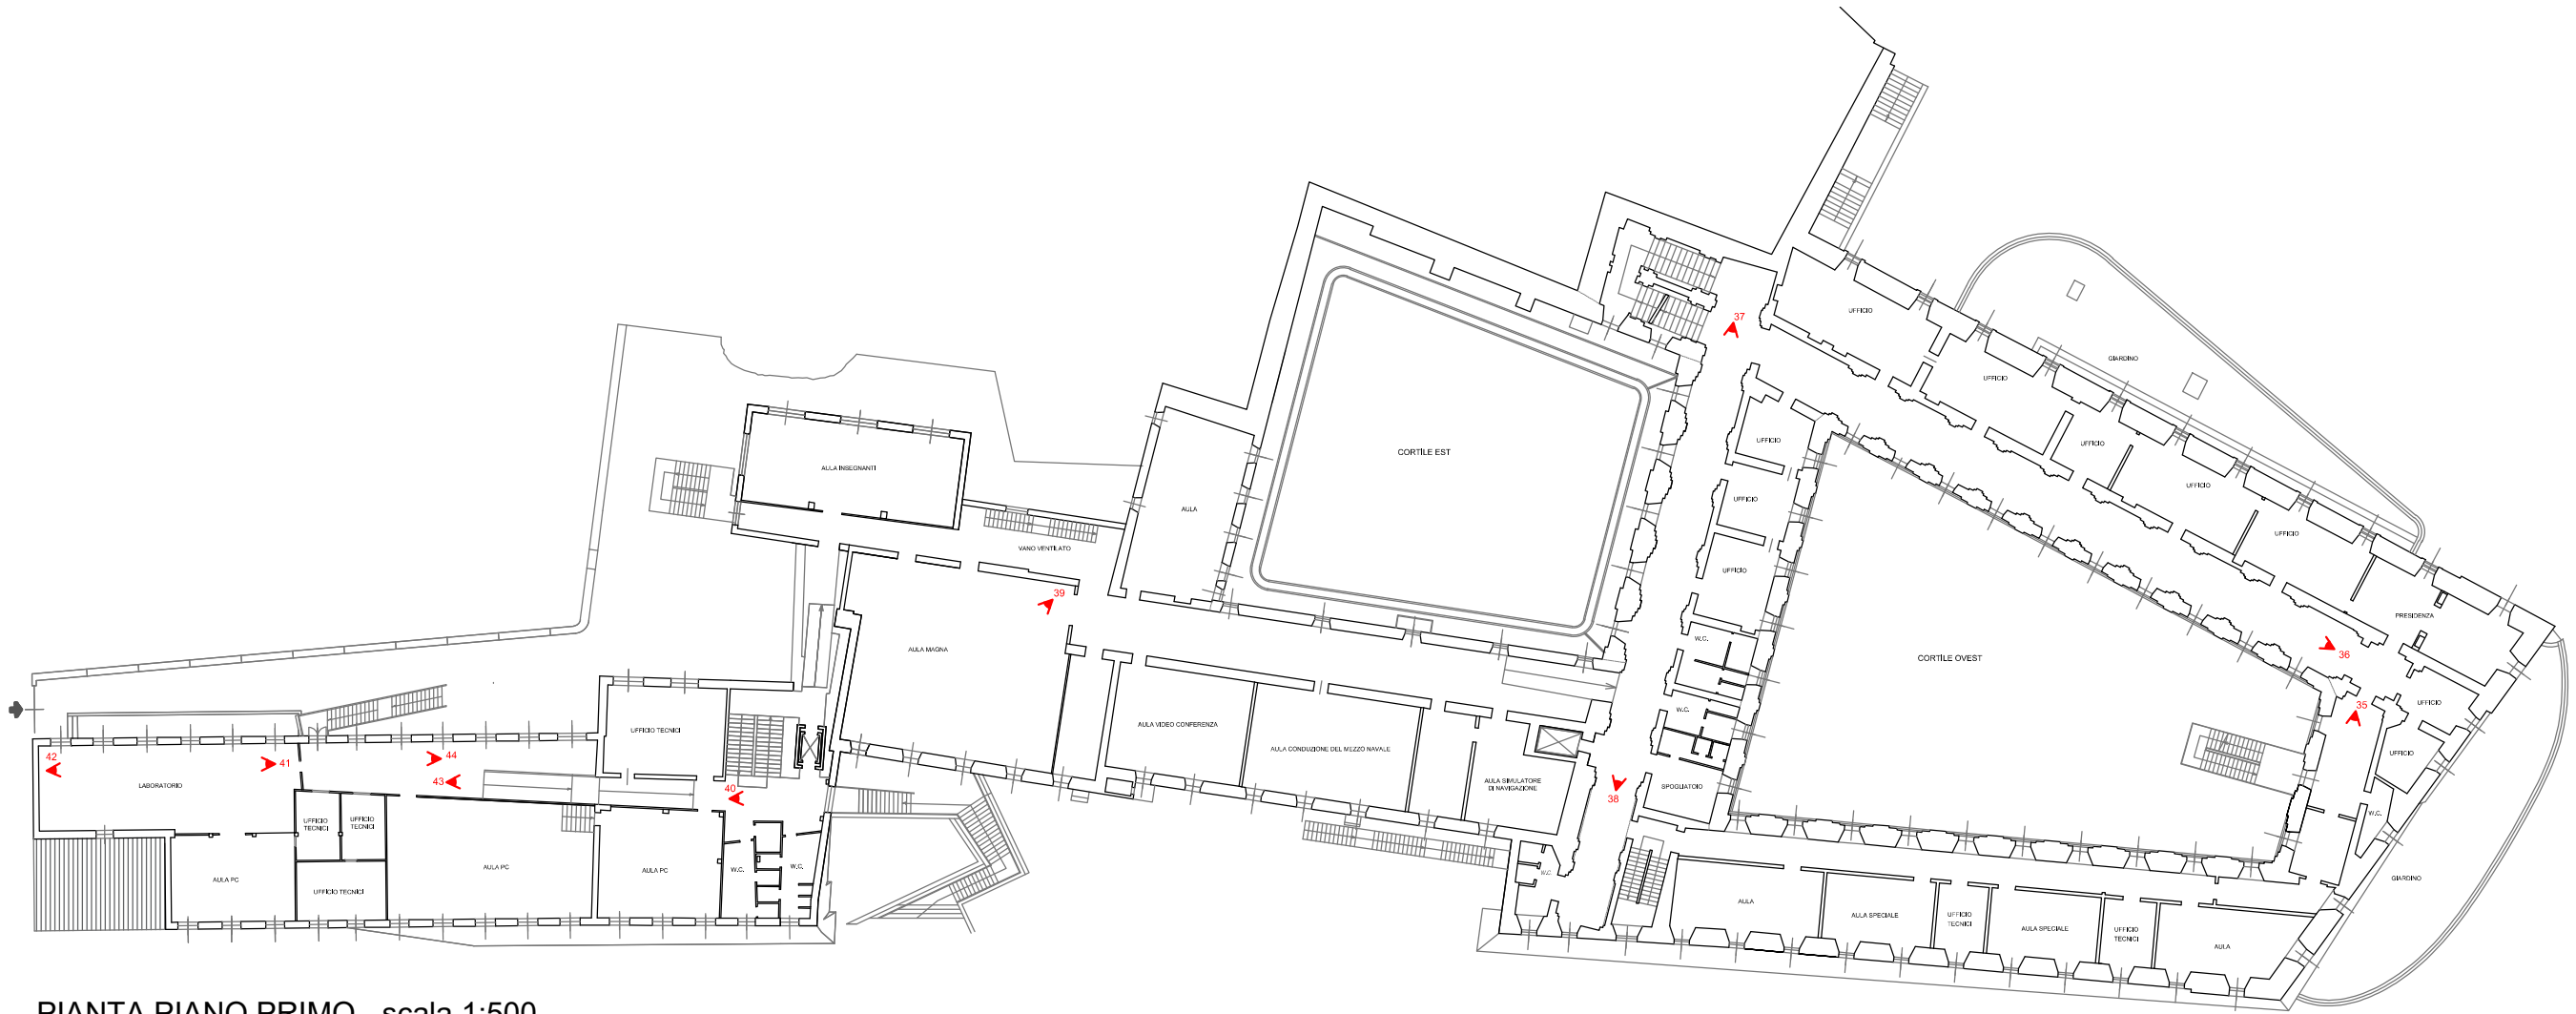 37
UFFICIO
GIARDINO
UFFICIO
UFFICIO
UFFICIO
CORTILE EST
UFFICIO
AULA INSEGNANTI
UFFICIO
UFFICIO
AULA
UFFICIO
VANO VENTILATO
UFFICIO
39
PRESIDENZA
W.C.
AULA MAGNA
CORTILE OVEST
36
UFFICIO
35
W.C.
AULA VIDEO CONFERENZA
UFFICIO TECNICI
AULA CONDUZIONE DEL MEZZO NAVALE
UFFICIO
42
44
41
43
LABORATORIO
40
AULA SIMULATORE
DI NAVIGAZIONE
SPOGLIATOIO
38
W.C.
UFFICIO
TECNICI
UFFICIO
TECNICI
AULA PC
AULA PC
AULA PC
W.C.
W.C.
W.C.
GIARDINO
UFFICIO TECNICI
AULA
AULA SPECIALE
UFFICIO
TECNICI
AULA SPECIALE
UFFICIO
TECNICI
AULA
PIANTA PIANO PRIMO - scala 1:500